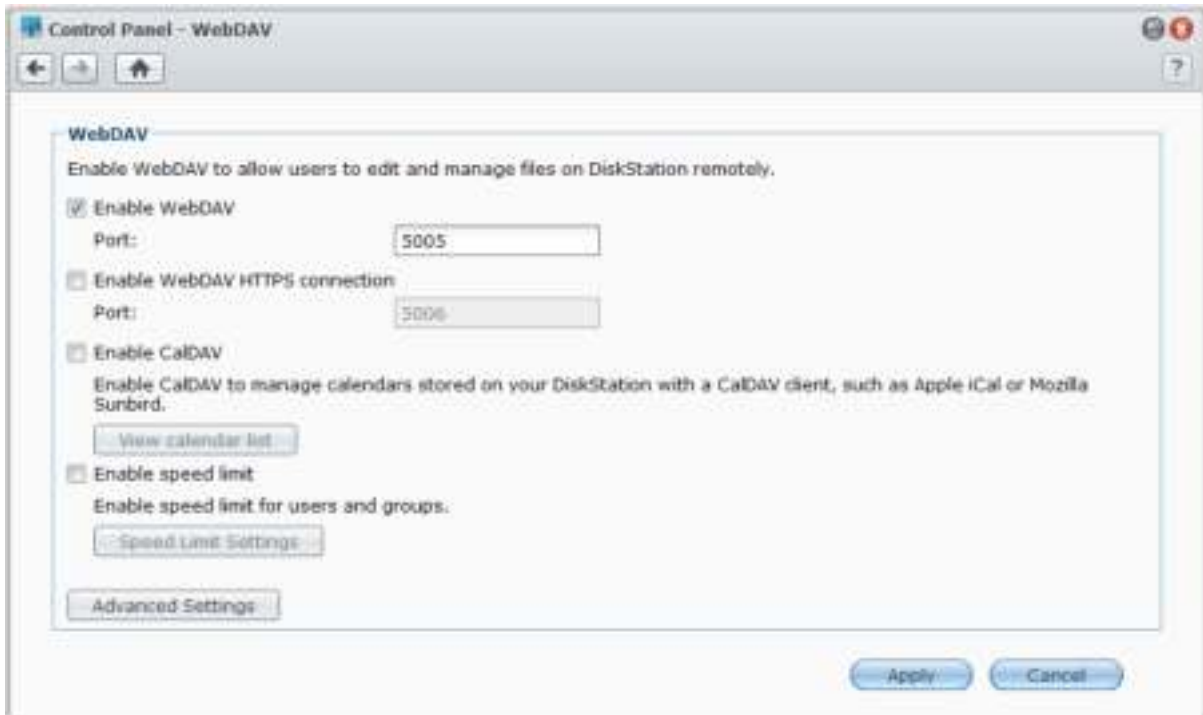 Control Panel - WebDAV
?
WebDAV
Enable WebDAV to allow users to edit and manage files on DiskStation remotely.
Enable WebDAV
Port: 5005
Enable WebDAV HTTPS connection
Port: 5006
Enable CalDAV
Enable CalDAV to manage calendars stored on your DiskStation with a CalDAV client, such as Apple iCal or Mozilla
Sunbird.
View calendar list
Enable speed limit
Enable speed limit for users and groups.
Speed Limit Settings
Advanced Settings
Apply Cancel